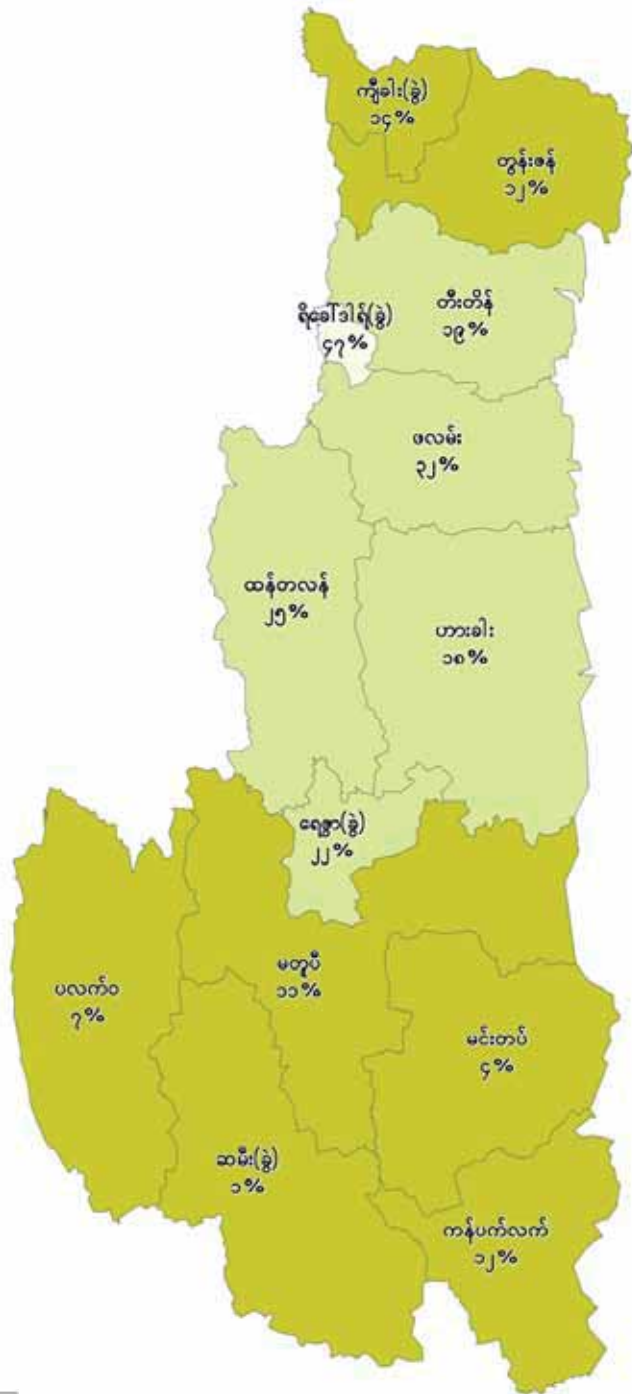 ကျီခါး(ခွဲ)
၁၄%
တွန်းဇန်
၁၂%
ရိခေါ်ဒါရ်(ခွဲ)
၄၇%
တီးတိန်
၁၉%
ဖလမ်း
၃၂%
ထန်တလန်
၂၅%
ဟားခါး
၁၈%
ရေဇွာ(ခွဲ)
၂၂%
ပလက်ဝ
၇%
မတူပီ
၁၁%
မင်းတပ်
၄%
ဆမီး(ခွဲ)
၁%
ကန်ပက်လက်
၁၂%